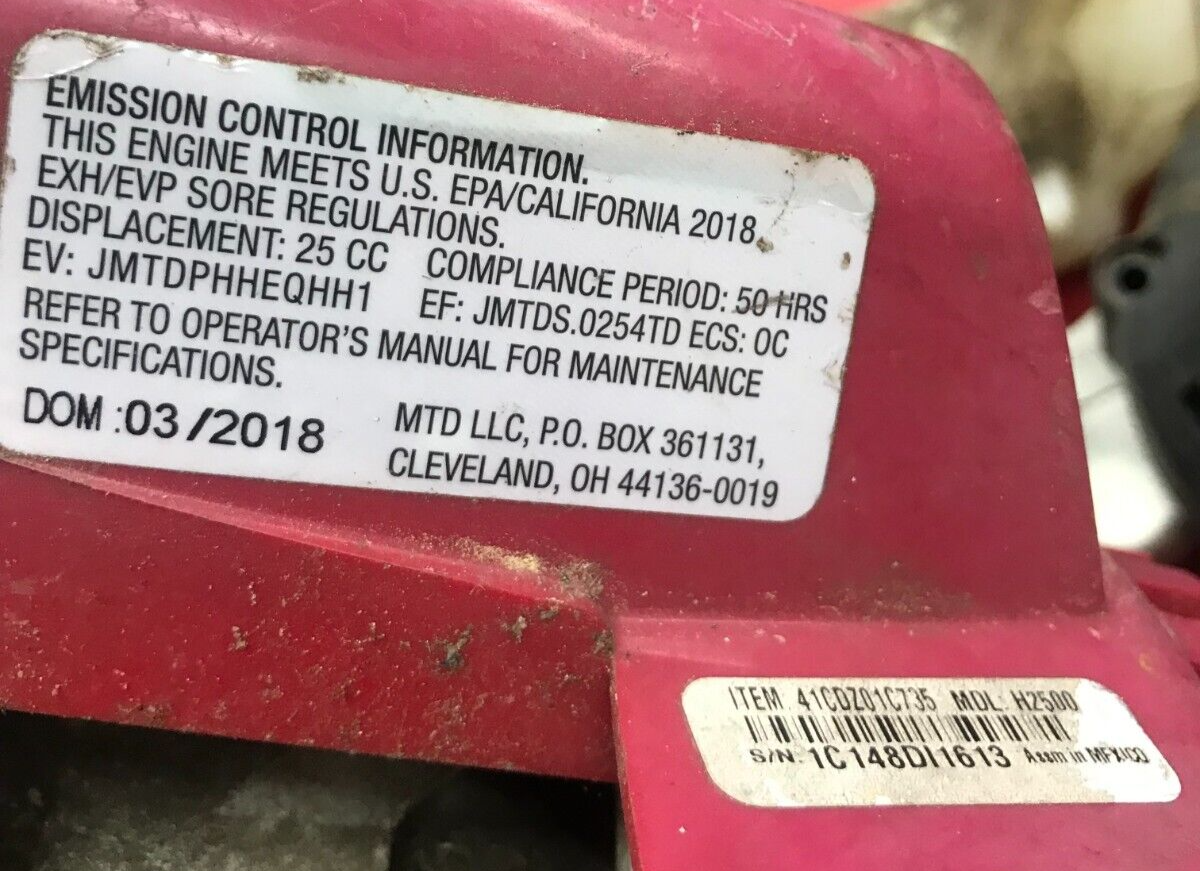 EMISSION CONTROL INFORMATION.
THIS ENGINE MEETS U.S. EPA/CALIFORNIA 2018
EXH/EVP SORE REGULATIONS.
DISPLACEMENT: 25 CC COMPLIANCE PERIOD: 50 HRS
EV: JMTDPHHEQHH1 EF: JMTDS.0254TD ECS: OC
REFER TO OPERATOR'S MANUAL FOR MAINTENANCE
SPECIFICATIONS.
DOM :03/2018
MTD LLC, P.O. BOX 361131,
CLEVELAND, OH 44136-0019
ITEM 41CDZ01C735 MDL: H2500
S/N: 1C148DI1613 Assm in MEXICO